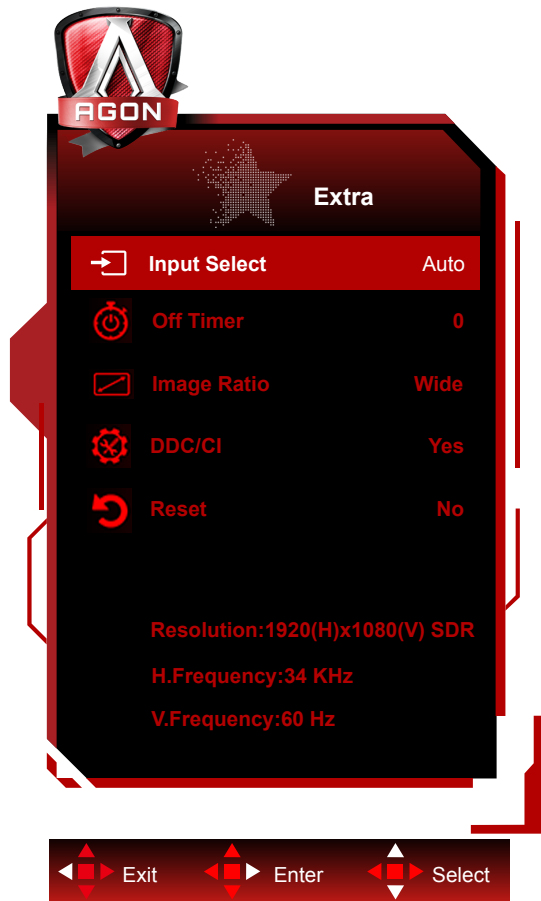 AGON
Extra
Input Select Auto
Off Timer 0
Image Ratio Wide
DDC/CI Yes
Reset No
Resolution:1920(H)x1080(V) SDR
H.Frequency:34 KHz
V.Frequency:60 Hz
Exit Enter Select